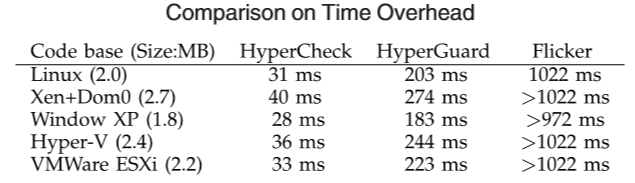 Comparison on Time Overhead
Code base (Size:MB) HyperCheck HyperGuard Flicker
Linux (2.0) 31 ms 203 ms 1022 ms
Xen+Dom0 (2.7) 40 ms 274 ms >1022 ms
Window XP (1.8) 28 ms 183 ms >972 ms
Hyper-V (2.4) 36 ms 244 ms >1022 ms
VMWare ESXi (2.2) 33 ms 223 ms >1022 ms